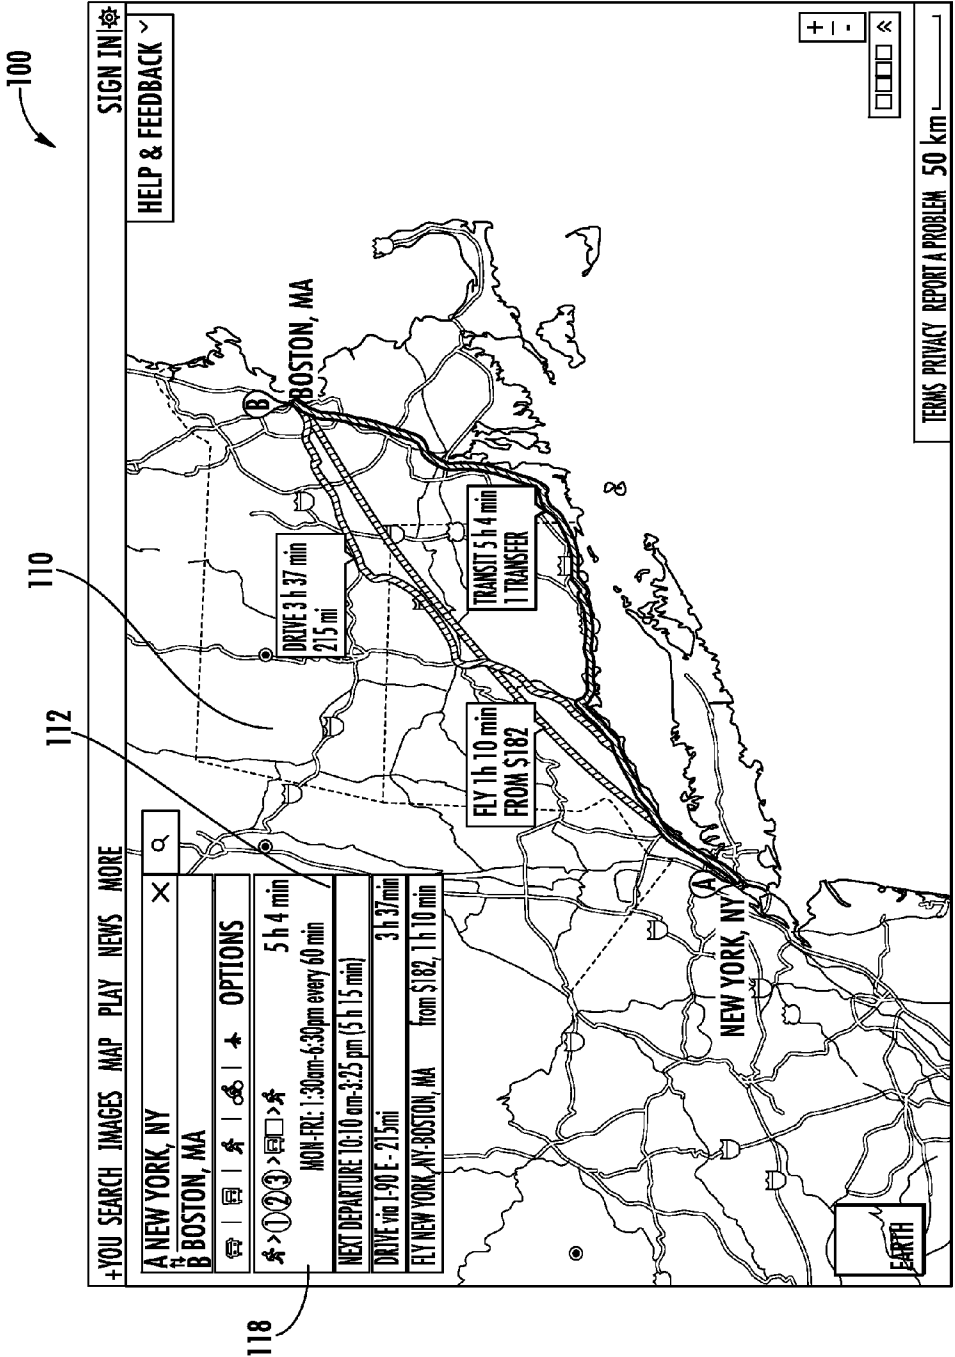 100
+YOU SEARCH IMAGES MAP PLAY NEWS MORE
SIGN IN
HELP & FEEDBACK
A NEW YORK, NY
B BOSTON, MA
OPTIONS
1 2 3
5 h 4 min
MON-FRI: 1:30am-6:30pm every 60 min
NEXT DEPARTURE 10:10 am-3:25 pm (5 h 15 min)
DRIVE via I-90 E - 215mi 3 h 37min
FLY NEW YORK, NY-BOSTON, MA from $182, 1 h 10 min
118
112
110
B
BOSTON, MA
DRIVE 3 h 37 min
215 mi
FLY 1h 10 min
FROM $182
TRANSIT 5 h 4 min
1 TRANSFER
A
NEW YORK, NY
EARTH
TERMS PRIVACY REPORT A PROBLEM 50 km